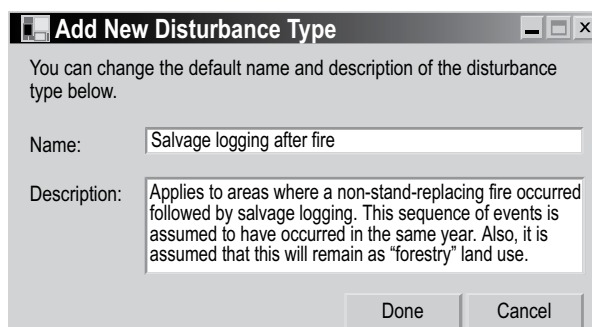 Add New Disturbance Type
You can change the default name and description of the disturbance
type below.
Name:
Salvage logging after fire
Description:
Applies to areas where a non-stand-replacing fire occurred
followed by salvage logging. This sequence of events is
assumed to have occurred in the same year. Also, it is
assumed that this will remain as “forestry” land use.
Done
Cancel